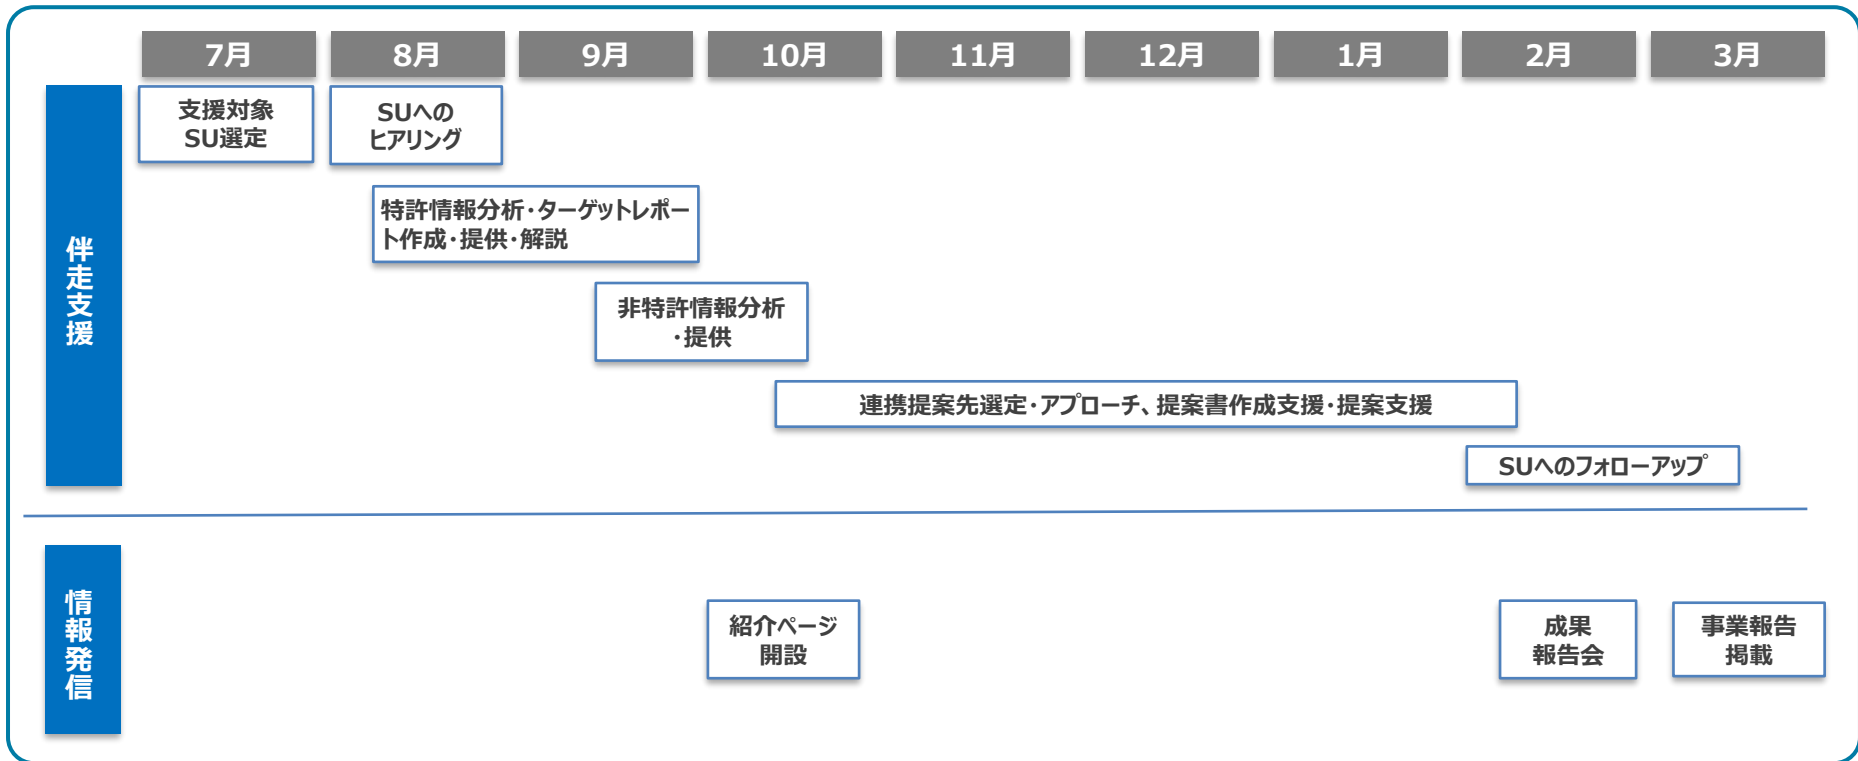 7月
8月
9月
10月
11月
12月
1月
2月
3月
伴走支援
支援対象
SU選定
SUへの
ヒアリング
特許情報分析・ターゲットレポー
ト作成・提供・解説
非特許情報分析
・提供
連携提案先選定・アプローチ、提案書作成支援・提案支援
SUへのフォローアップ
情報発信
紹介ページ
開設
成果
報告会
事業報告
掲載